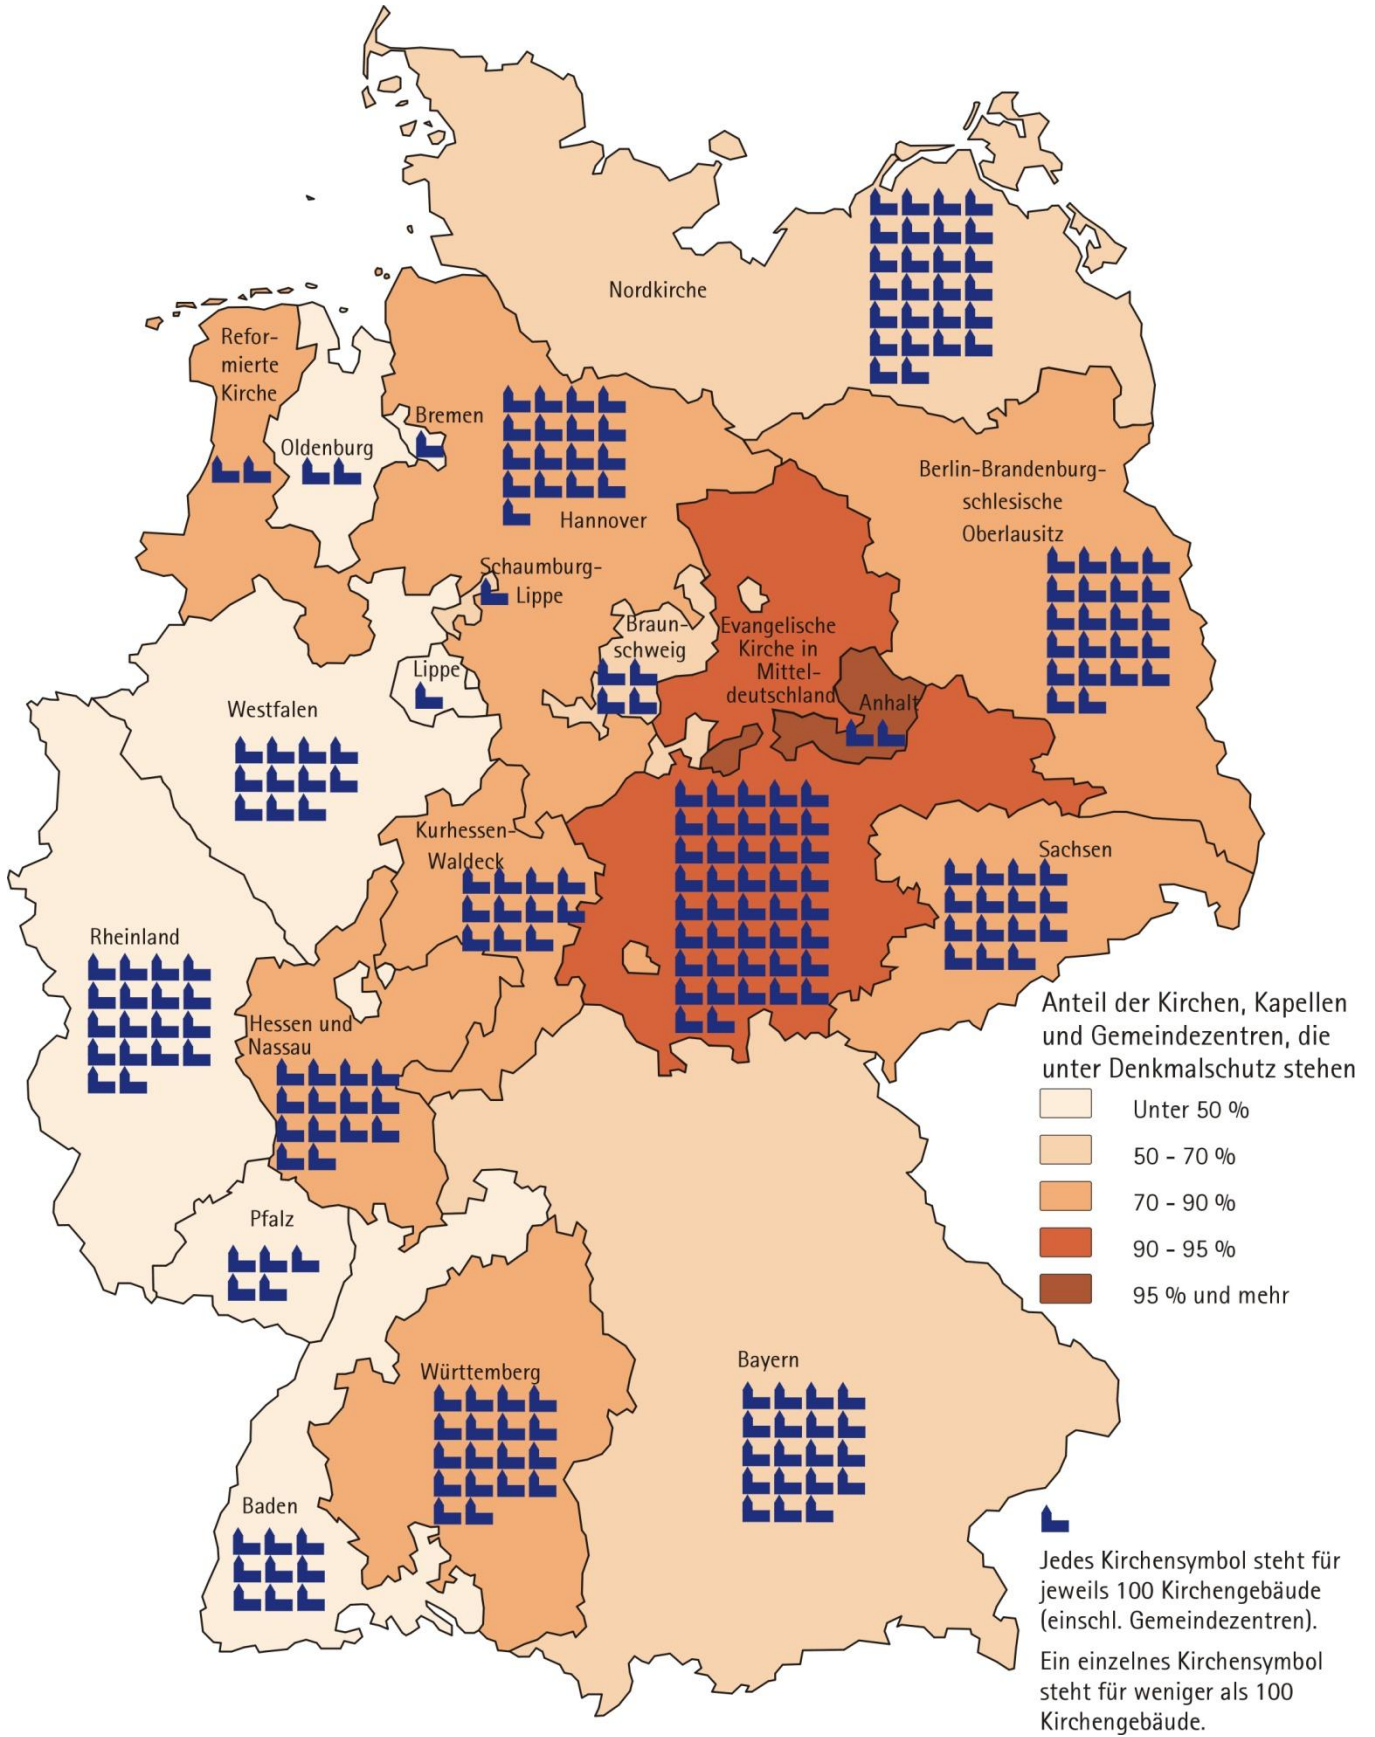 Nordkirche
Refor-
mierte
Kirche
Oldenburg
Bremen
Hannover
Berlin-Brandenburg-
schlesische
Oberlausitz
Schaumburg-
Lippe
Braun-
schweig
Evangelische
Kirche in
Mittel-
deutschland
Anhalt
Lippe
Westfalen
Kurhessen-
Waldeck
Sachsen
Rheinland
Hessen und
Nassau
Pfalz
Württemberg
Bayern
Baden
Anteil der Kirchen, Kapellen
und Gemeindezentren, die
unter Denkmalschutz stehen
Unter 50 %
50 - 70 %
70 - 90 %
90 - 95 %
95 % und mehr
Jedes Kirchensymbol steht für
jeweils 100 Kirchengebäude
(einschl. Gemeindezentren).
Ein einzelnes Kirchensymbol
steht für weniger als 100
Kirchengebäude.